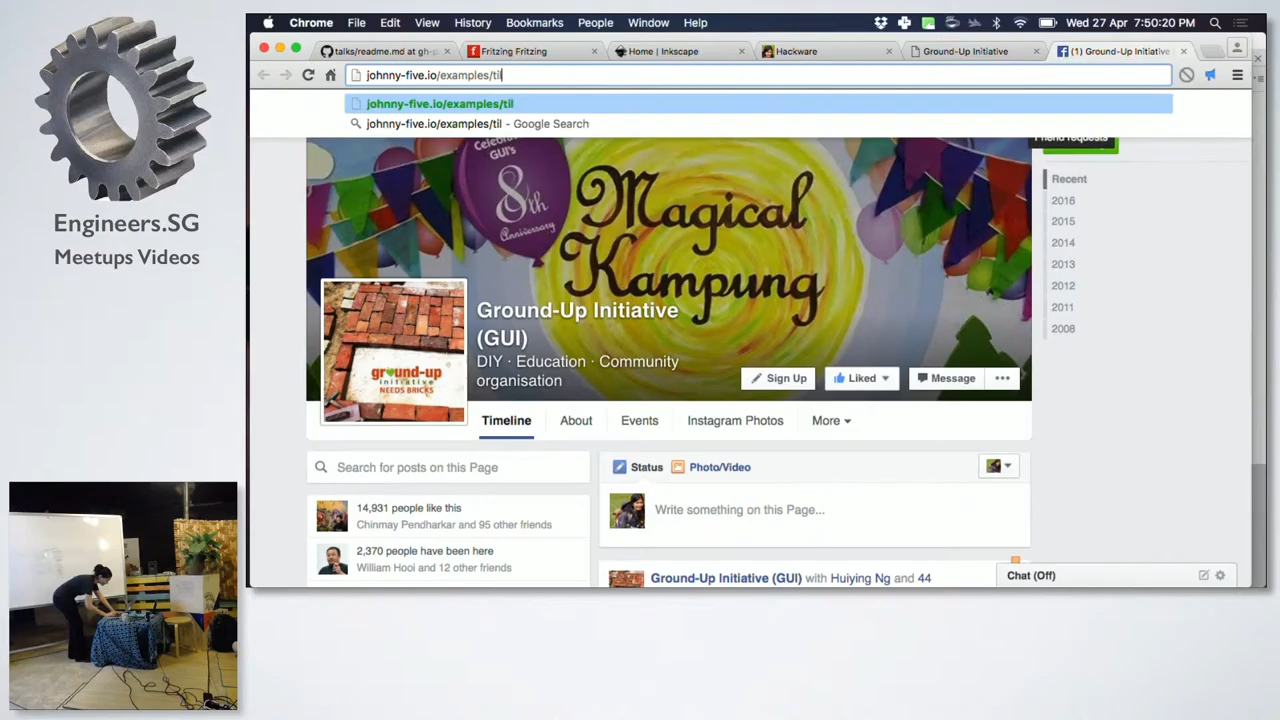 Chrome File Edit View History Bookmarks People Window Help Wed 27 Apr 7:50:20 PM
talks/readme.md at gh-p
Fritzing Fritzing
Home | Inkscape
Hackware
Ground-Up Initiative
(1) Ground-Up Initiative
johnny-five.io/examples/til
johnny-five.io/examples/til
johnny-five.io/examples/til - Google Search
Friend requests
Engineers.SG
Meetups Videos
Celebrating
GUI's
8th
Anniversary
Magical
Kampung
ground-up
initiative
NEEDS BRICKS
Ground-Up Initiative
(GUI)
DIY · Education · Community
organisation
Sign Up
Liked
Message
Recent
2016
2015
2014
2013
2012
2011
2008
Timeline About Events Instagram Photos More
Search for posts on this Page
14,931 people like this
Chinmay Pendharkar and 95 other friends
2,370 people have been here
William Hooi and 12 other friends
Status Photo/Video
Write something on this Page...
Ground-Up Initiative (GUI) with Huiying Ng and 44
Chat (Off)